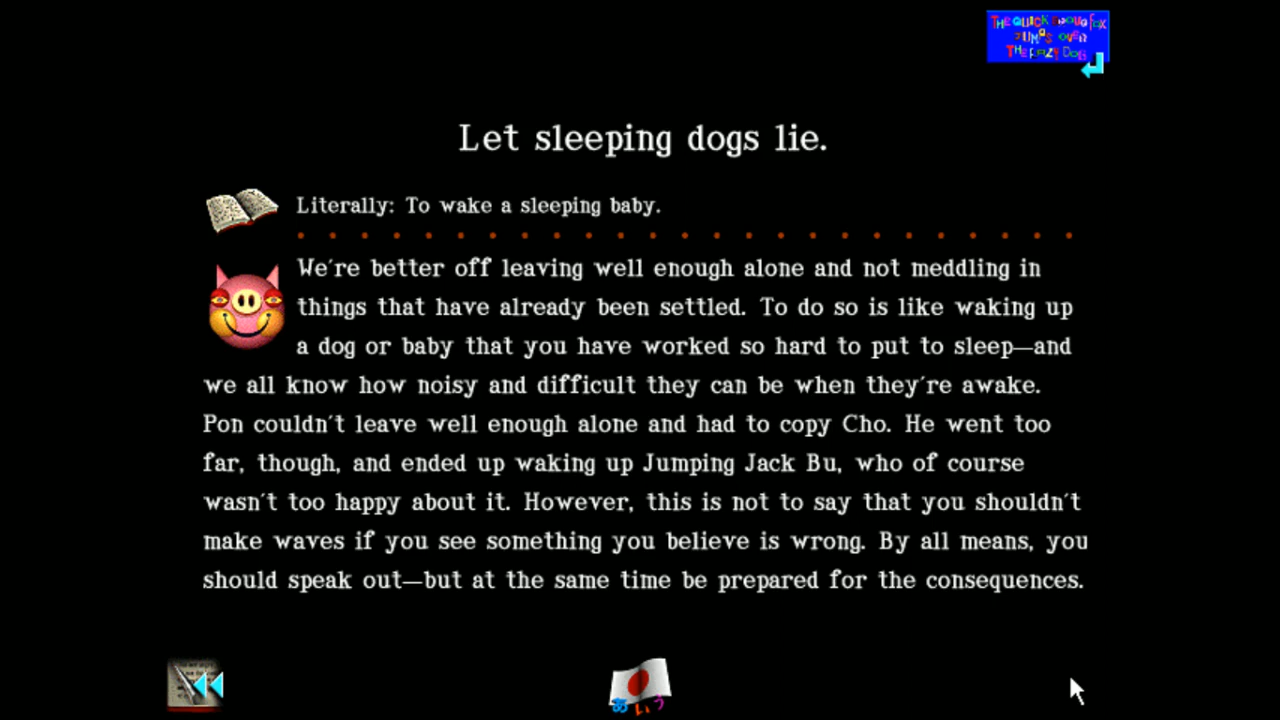 THE QUICK BROWN FOX
JUMPS OVER
THE LAZY DOG
Let sleeping dogs lie.
Literally: To wake a sleeping baby.
We're better off leaving well enough alone and not meddling in
things that have already been settled. To do so is like waking up
a dog or baby that you have worked so hard to put to sleep—and
we all know how noisy and difficult they can be when they're awake.
Pon couldn't leave well enough alone and had to copy Cho. He went too
far, though, and ended up waking up Jumping Jack Bu, who of course
wasn't too happy about it. However, this is not to say that you shouldn't
make waves if you see something you believe is wrong. By all means, you
should speak out—but at the same time be prepared for the consequences.
あいう